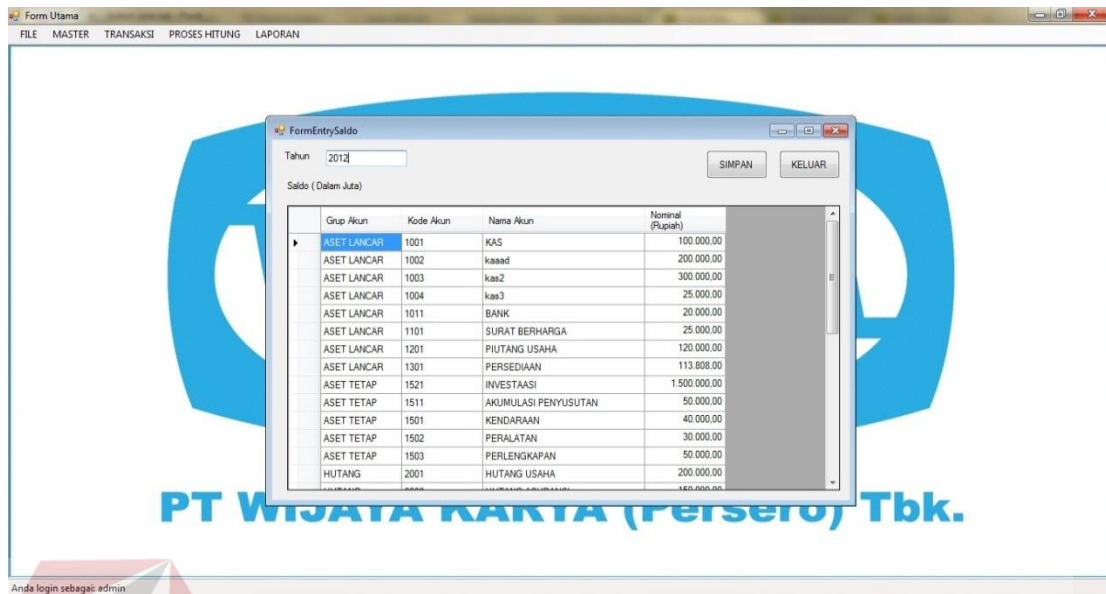 Form Utama
FILE MASTER TRANSAKSI PROSES HITUNG LAPORAN
FormEntrySaldo
Tahun 2012 SIMPAN KELUAR
Saldo ( Dalam Juta)
Grup Akun Kode Akun Nama Akun Nominal (Rupiah)
ASET LANCAR 1001 KAS 100.000,00
ASET LANCAR 1002 kaaad 200.000,00
ASET LANCAR 1003 kas2 300.000,00
ASET LANCAR 1004 kas3 25.000,00
ASET LANCAR 1011 BANK 20.000,00
ASET LANCAR 1101 SURAT BERHARGA 25.000,00
ASET LANCAR 1201 PIUTANG USAHA 120.000,00
ASET LANCAR 1301 PERSEDIAAN 113.808,00
ASET TETAP 1521 INVESTAASI 1.500.000,00
ASET TETAP 1511 AKUMULASI PENYUSUTAN 50.000,00
ASET TETAP 1501 KENDARAAN 40.000,00
ASET TETAP 1502 PERALATAN 30.000,00
ASET TETAP 1503 PERLENGKAPAN 50.000,00
HUTANG 2001 HUTANG USAHA 200.000,00
PT WIJAYA KARYA (Persero) Tbk.
Anda login sebagai: admin